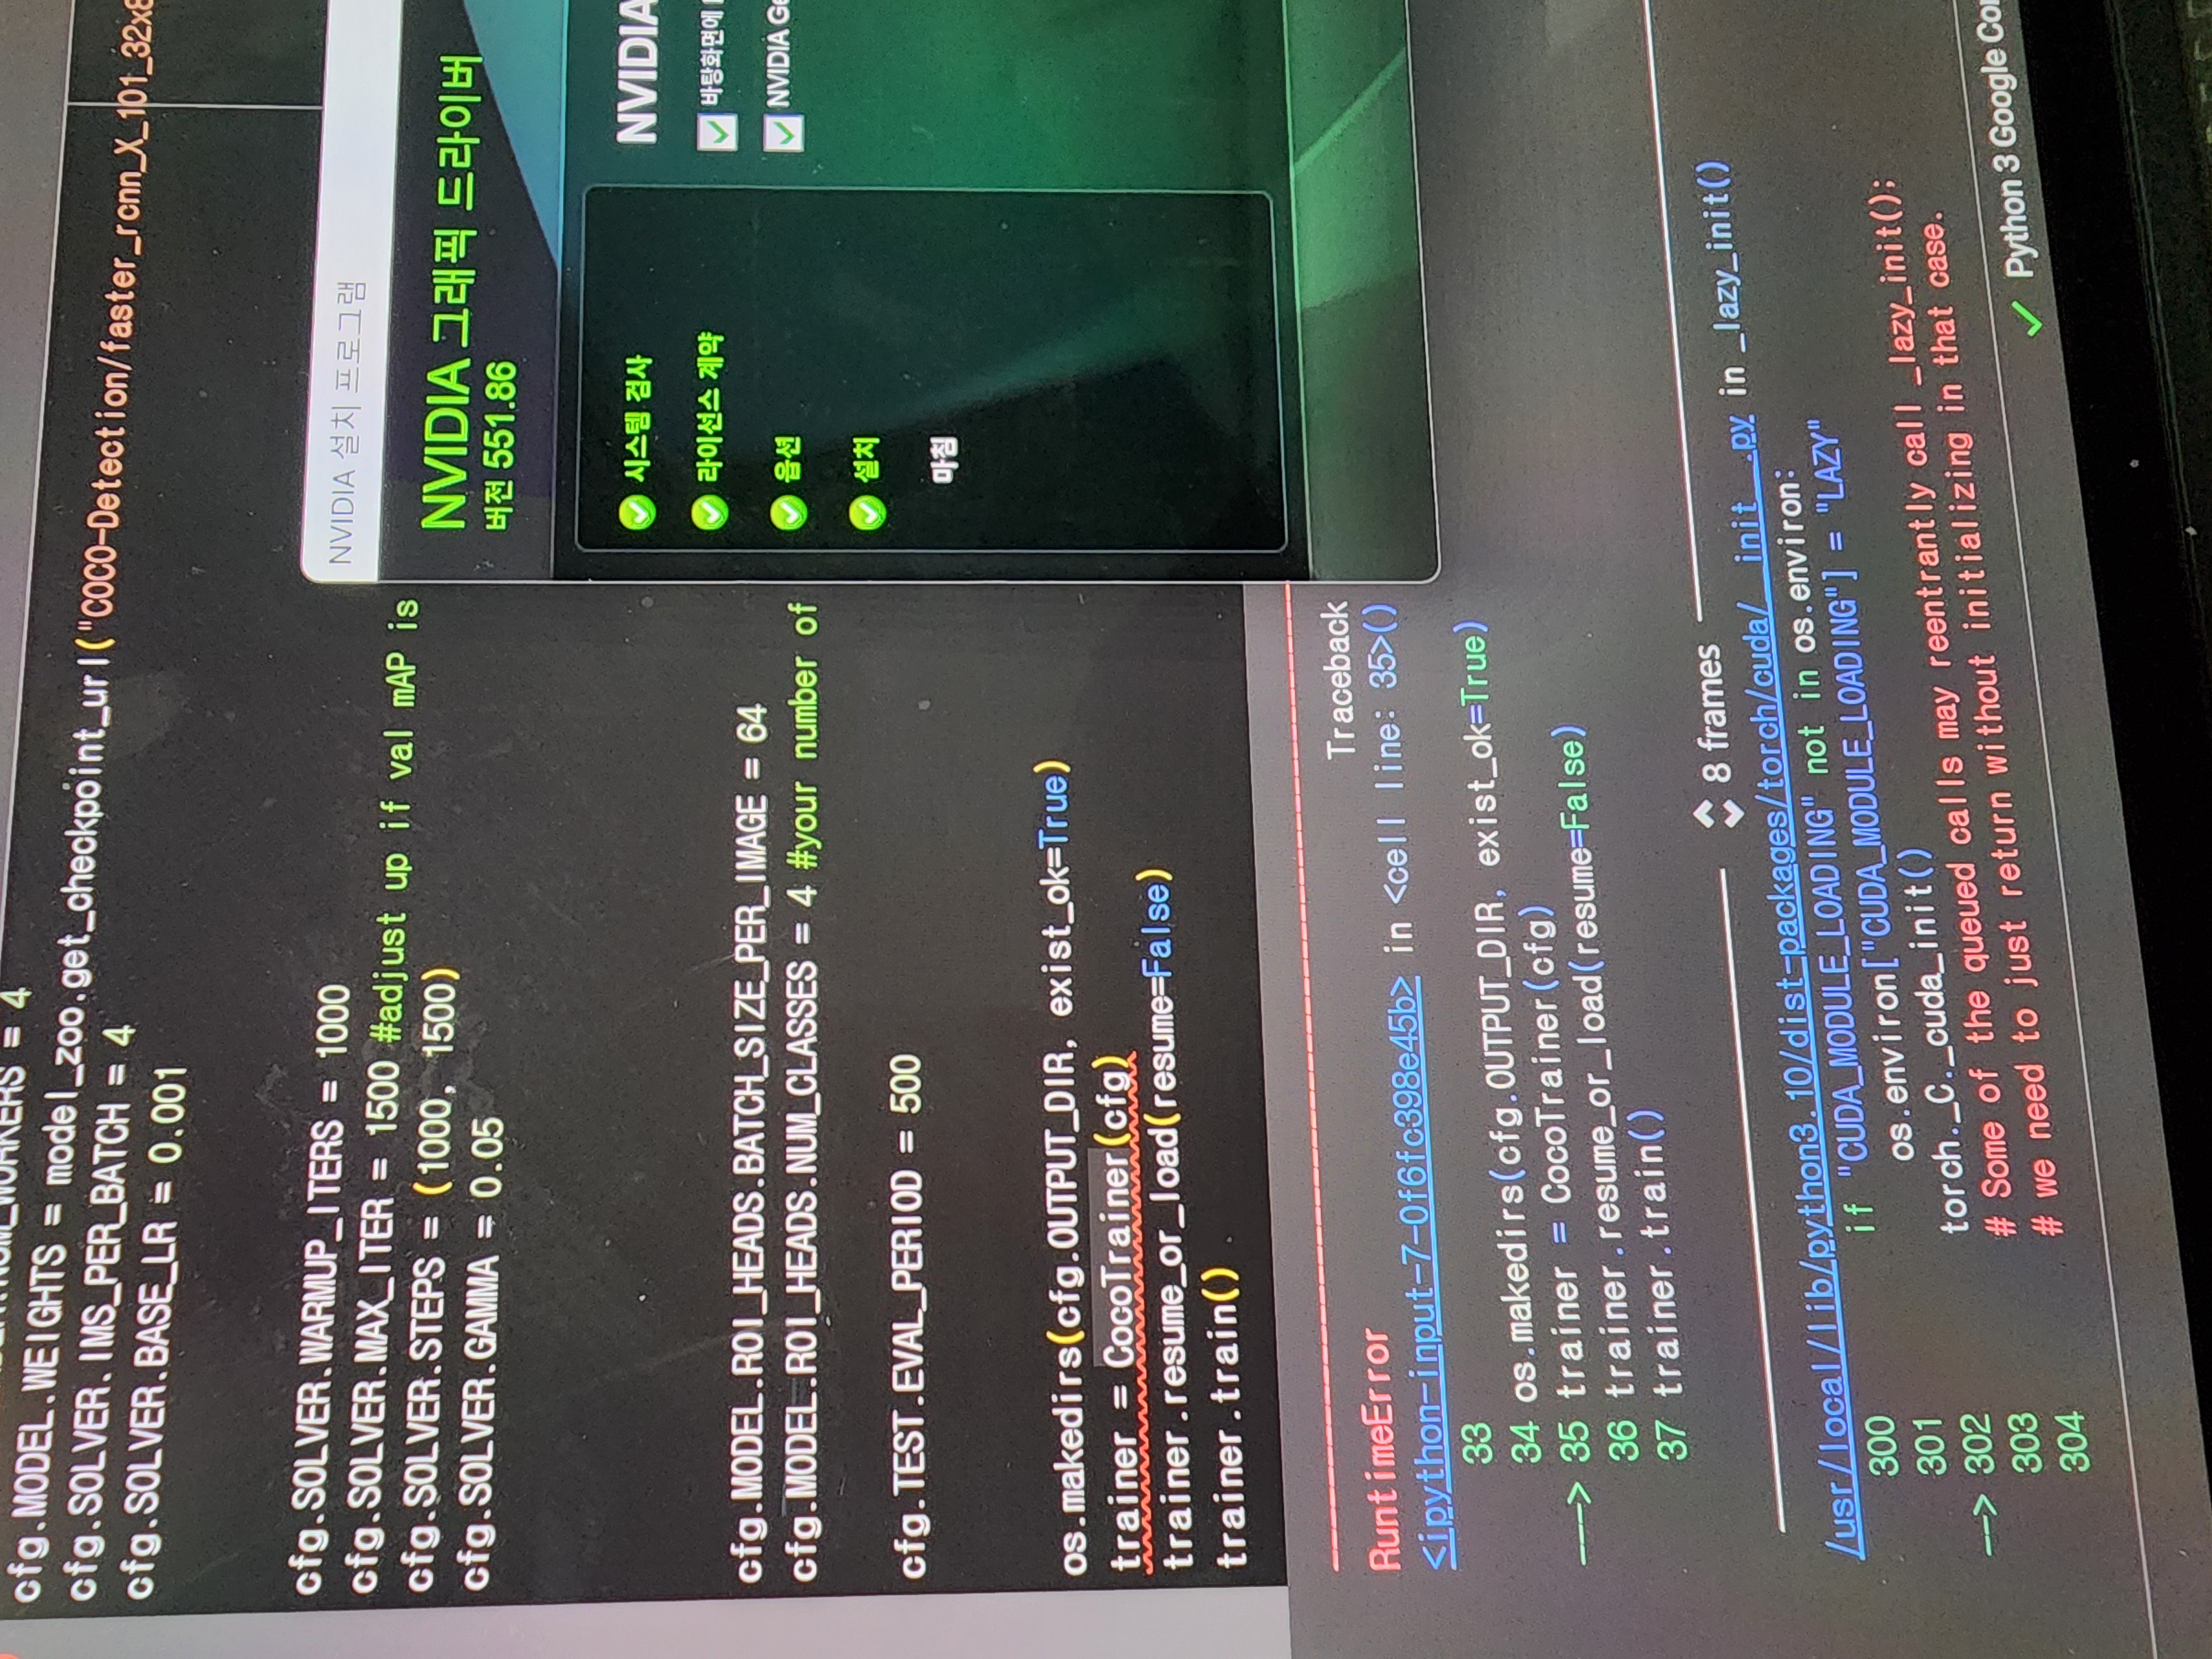 NUM_WORKERS = 4
cfg.MODEL.WEIGHTS = model_zoo.get_checkpoint_url("COCO-Detection/faster_rcnn_X_101_32x8
cfg.SOLVER.IMS_PER_BATCH = 4
cfg.SOLVER.BASE_LR = 0.001
cfg.SOLVER.WARMUP_ITERS = 1000
cfg.SOLVER.MAX_ITER = 1500 #adjust up if val mAP is
cfg.SOLVER.STEPS = (1000, 1500)
cfg.SOLVER.GAMMA = 0.05
cfg.MODEL.ROI_HEADS.BATCH_SIZE_PER_IMAGE = 64
cfg.MODEL.ROI_HEADS.NUM_CLASSES = 4 #your number of
cfg.TEST.EVAL_PERIOD = 500
os.makedirs(cfg.OUTPUT_DIR, exist_ok=True)
trainer = CocoTrainer(cfg)
trainer.resume_or_load(resume=False)
trainer.train()
NVIDIA 설치 프로그램
NVIDIA 그래픽 드라이버
버전 551.86
시스템 검사
라이선스 계약
옵션
설치
마침
NVIDIA
바탕화면에
NVIDIA Ge
RuntimeError Traceback
<ipython-input-7-0f6fc398e45b> in <cell line: 35>()
33
34 os.makedirs(cfg.OUTPUT_DIR, exist_ok=True)
---> 35 trainer = CocoTrainer(cfg)
36 trainer.resume_or_load(resume=False)
37 trainer.train()
8 frames
/usr/local/lib/python3.10/dist-packages/torch/cuda/__init__.py in _lazy_init()
300 if "CUDA_MODULE_LOADING" not in os.environ:
301 os.environ["CUDA_MODULE_LOADING"] = "LAZY"
--> 302 torch._C._cuda_init()
303 # Some of the queued calls may reentrantly call _lazy_init();
304 # we need to just return without initializing in that case.
Python 3 Google Co